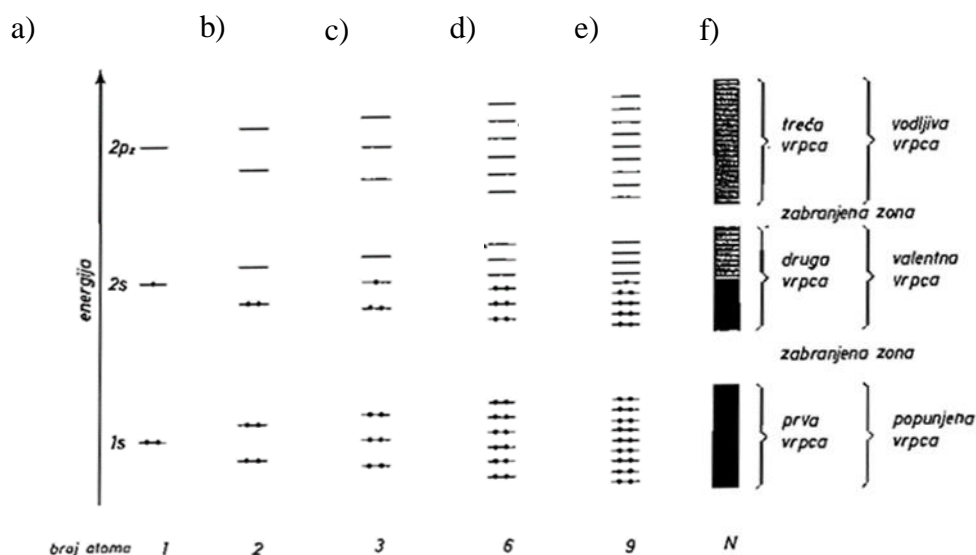 a) b) c) d) e) f)
2pz
treća vrpca
vodljiva vrpca
zabranjena zona
energija
2s
druga vrpca
valentna vrpca
zabranjena zona
1s
prva vrpca
popunjena vrpca
broj atoma 1 2 3 6 9 N